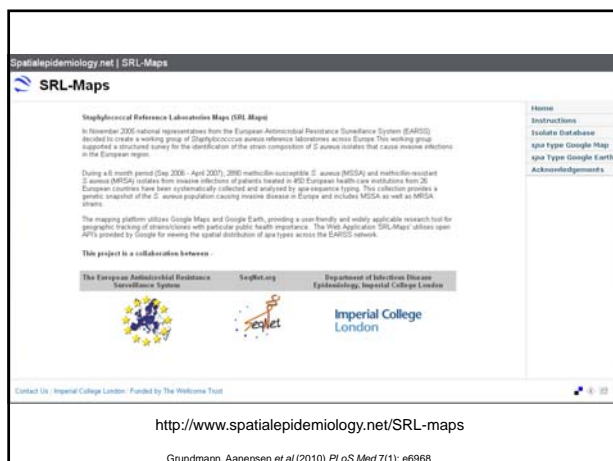 Spatialepidemiology.net | SRL-Maps
SRL-Maps
Staphylococcal Reference Laboratories Maps (SRL-Maps)
In November 2005 national representatives from the European Antimicrobial Resistance Surveillance System (EARSS)
decided to create a working group of Staphylococcus aureus reference laboratories across Europe. This working group
supported a structured survey for the identification of the strain composition of S. aureus isolates that cause invasive infections
in the European region.
During a 6 month period (Sep 2006 - April 2007), 2890 methicillin-susceptible S. aureus (MSSA) and methicillin-resistant
S. aureus (MRSA) isolates from invasive infections of patients treated in 450 European health-care institutions from 26
European countries have been systematically collected and analysed by spa-sequence typing. This collection provides a
genetic snapshot of the S. aureus population causing invasive disease in Europe and includes MSSA as well as MRSA
strains.
The mapping platform utilizes Google Maps and Google Earth, providing a user-friendly and widely applicable research tool for
geographic tracking of strains/clones with particular public health importance. The Web Application 'SRL-Maps' utilises open
API's provided by Google for viewing the spatial distribution of spa types across the EARSS network.
This project is a collaboration between -
The European Antimicrobial Resistance
Surveillance System
SeqNet.org
Department of Infectious Disease
Epidemiology, Imperial College London
SeqNet
Imperial College
London
Home
Instructions
Isolate Database
spa type Google Map
spa Type Google Earth
Acknowledgements
Contact Us | Imperial College London | Funded by The Wellcome Trust
http://www.spatialepidemiology.net/SRL-maps
Grundmann, Aanensen et al (2010) PLoS Med 7(1): e6968